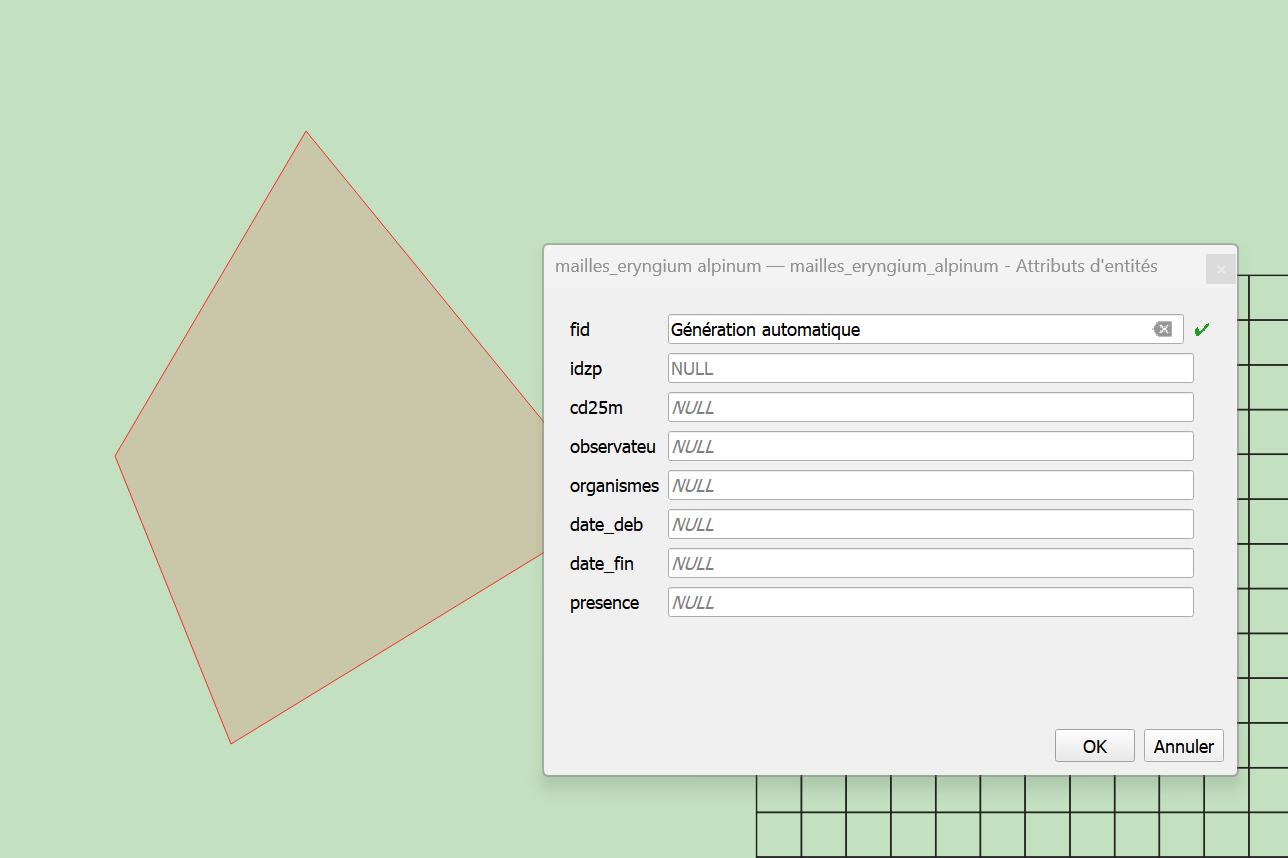 mailles_eryngium alpinum — mailles_eryngium_alpinum - Attributs d'entités
fid Génération automatique
idzp NULL
cd25m NULL
observateu NULL
organismes NULL
date_deb NULL
date_fin NULL
presence NULL
OK Annuler